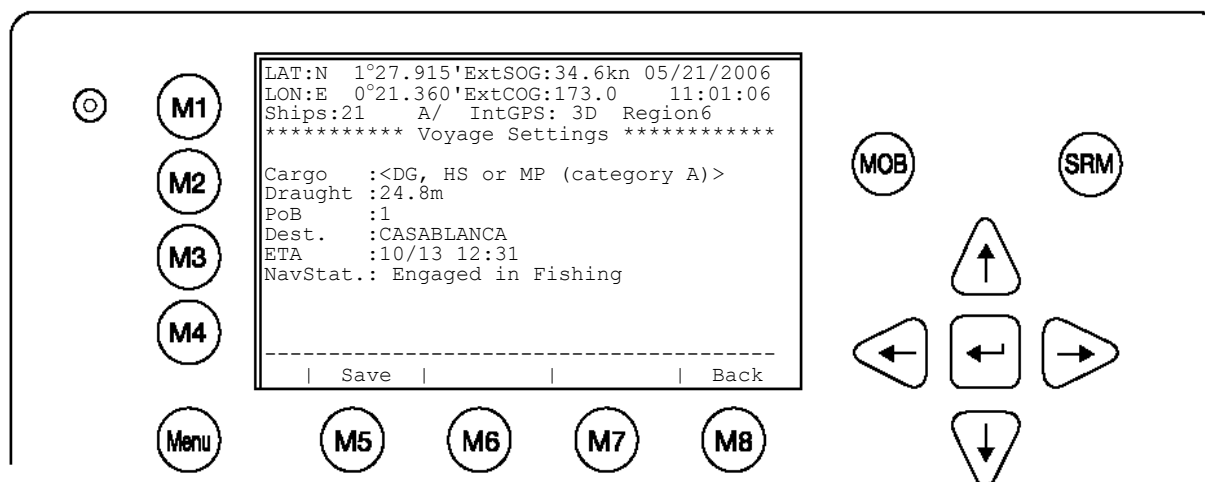 LAT:N 1°27.915'ExtSOG:34.6kn 05/21/2006
LON:E 0°21.360'ExtCOG:173.0 11:01:06
Ships:21 A/ IntGPS: 3D Region6
*********** Voyage Settings ************
Cargo :<DG, HS or MP (category A)>
Draught :24.8m
PoB :1
Dest. :CASABLANCA
ETA :10/13 12:31
NavStat.: Engaged in Fishing
----------------------------------------
| Save | | | Back
M1
M2
M3
M4
Menu
M5 M6 M7 M8
MOB SRM